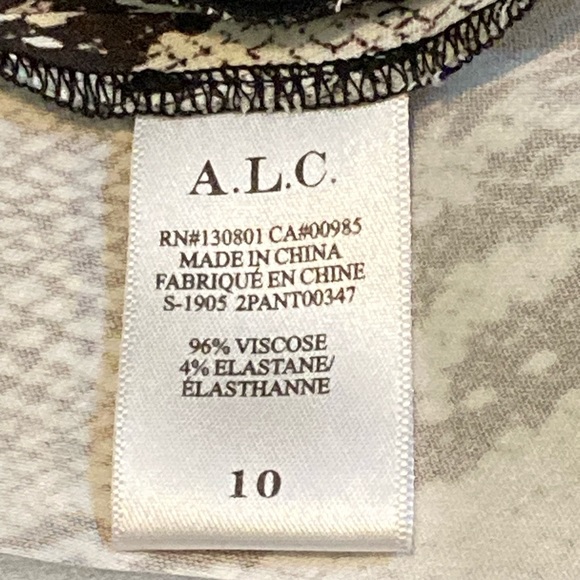 A.L.C.
RN#130801 CA#00985
MADE IN CHINA
FABRIQUÉ EN CHINE
S-1905 2PANT00347
96% VISCOSE
4% ELASTANE/
ÉLASTHANNE
10